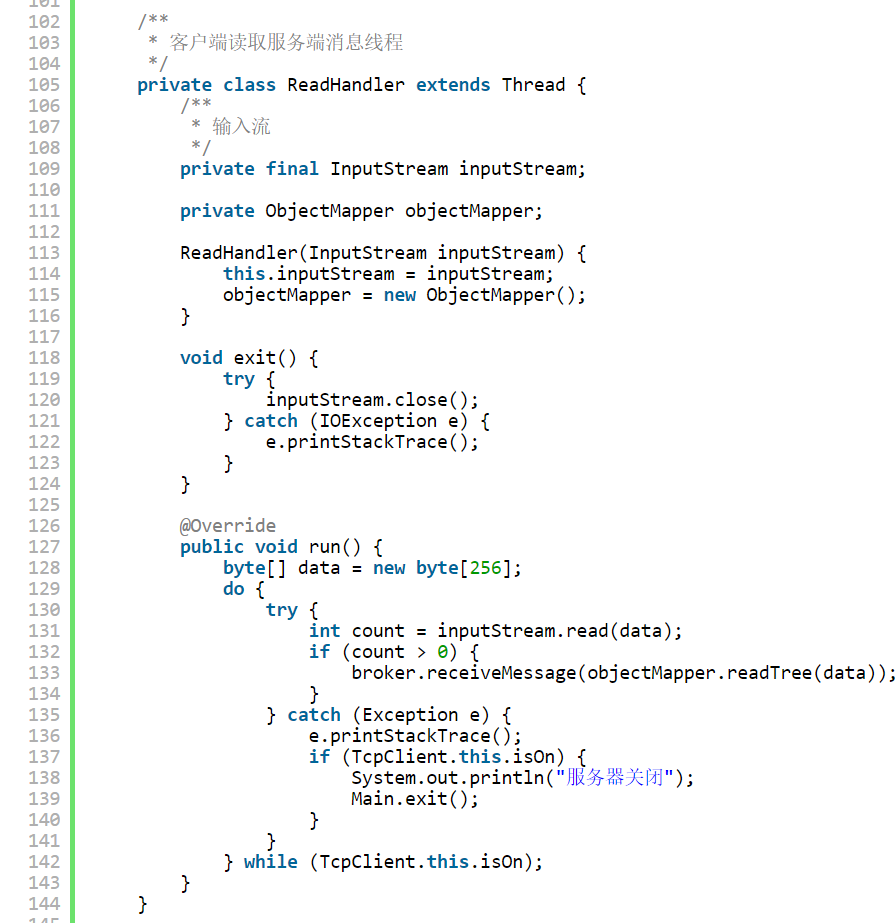 101
102 /**
103 * 客户端读取服务端消息线程
104 */
105 private class ReadHandler extends Thread {
106 /**
107 * 输入流
108 */
109 private final InputStream inputStream;
110
111 private ObjectMapper objectMapper;
112
113 ReadHandler(InputStream inputStream) {
114 this.inputStream = inputStream;
115 objectMapper = new ObjectMapper();
116 }
117
118 void exit() {
119 try {
120 inputStream.close();
121 } catch (IOException e) {
122 e.printStackTrace();
123 }
124 }
125
126 @Override
127 public void run() {
128 byte[] data = new byte[256];
129 do {
130 try {
131 int count = inputStream.read(data);
132 if (count > 0) {
133 broker.receiveMessage(objectMapper.readTree(data));
134 }
135 } catch (Exception e) {
136 e.printStackTrace();
137 if (TcpClient.this.isOn) {
138 System.out.println("服务器关闭");
139 Main.exit();
140 }
141 }
142 } while (TcpClient.this.isOn);
143 }
144 }
145